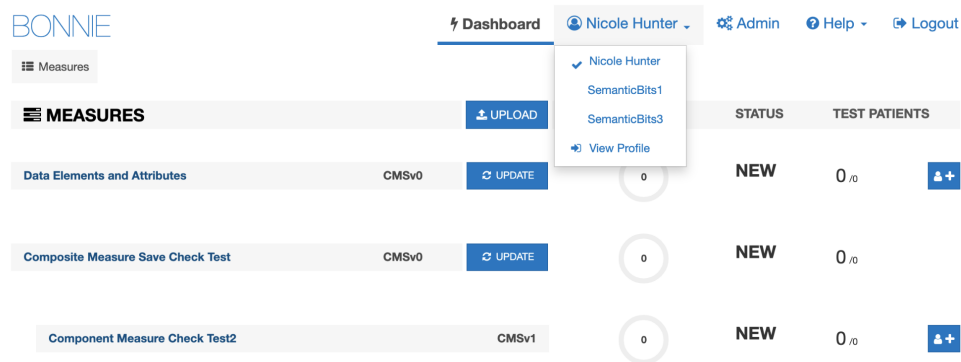 BONNIE
Dashboard
Nicole Hunter
Admin
Help
Logout
Measures
Nicole Hunter
SemanticBits1
SemanticBits3
View Profile
MEASURES UPLOAD STATUS TEST PATIENTS
Data Elements and Attributes CMSv0 UPDATE 0 NEW 0 /0
Composite Measure Save Check Test CMSv0 UPDATE 0 NEW 0 /0
Component Measure Check Test2 CMSv1 0 NEW 0 /0